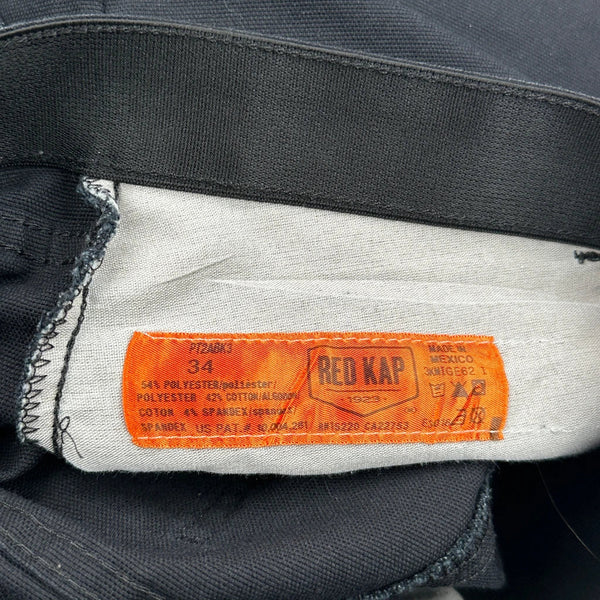 PT2ABK3
34
54% POLYESTER/poliéster/
POLYESTER 42% COTTON/ALGODÓN
COTON 4% SPANDEX/spandex/
SPANDEX US PAT.# 10,004,281
RED KAP
·1923·
RN15220 CA22753
MADE IN
MEXICO